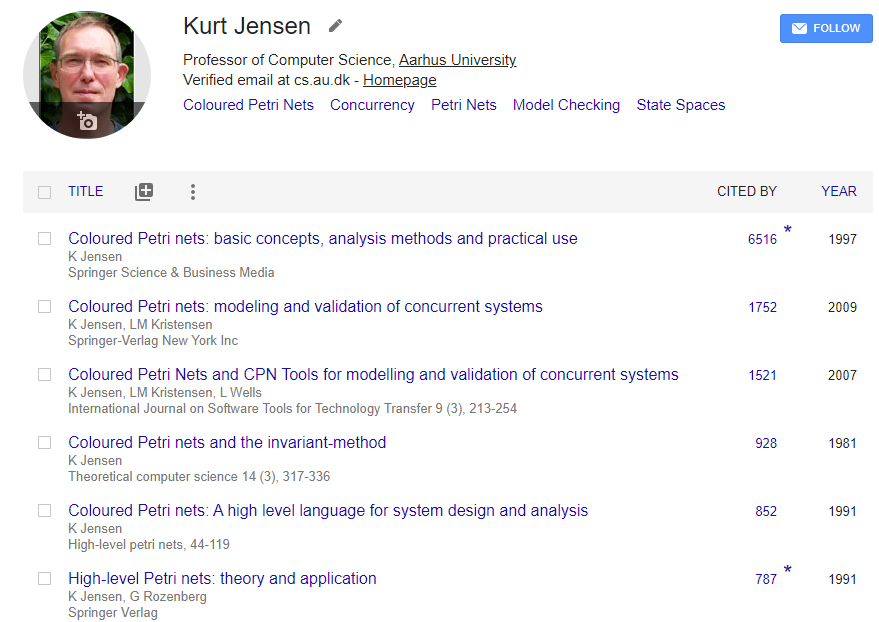 Kurt Jensen
FOLLOW
Professor of Computer Science, Aarhus University
Verified email at cs.au.dk - Homepage
Coloured Petri Nets Concurrency Petri Nets Model Checking State Spaces
TITLE CITED BY YEAR
Coloured Petri nets: basic concepts, analysis methods and practical use 6516 * 1997
K Jensen
Springer Science & Business Media
Coloured Petri nets: modeling and validation of concurrent systems 1752 2009
K Jensen, LM Kristensen
Springer-Verlag New York Inc
Coloured Petri Nets and CPN Tools for modelling and validation of concurrent systems 1521 2007
K Jensen, LM Kristensen, L Wells
International Journal on Software Tools for Technology Transfer 9 (3), 213-254
Coloured Petri nets and the invariant-method 928 1981
K Jensen
Theoretical computer science 14 (3), 317-336
Coloured Petri nets: A high level language for system design and analysis 852 1991
K Jensen
High-level petri nets, 44-119
High-level Petri nets: theory and application 787 * 1991
K Jensen, G Rozenberg
Springer Verlag